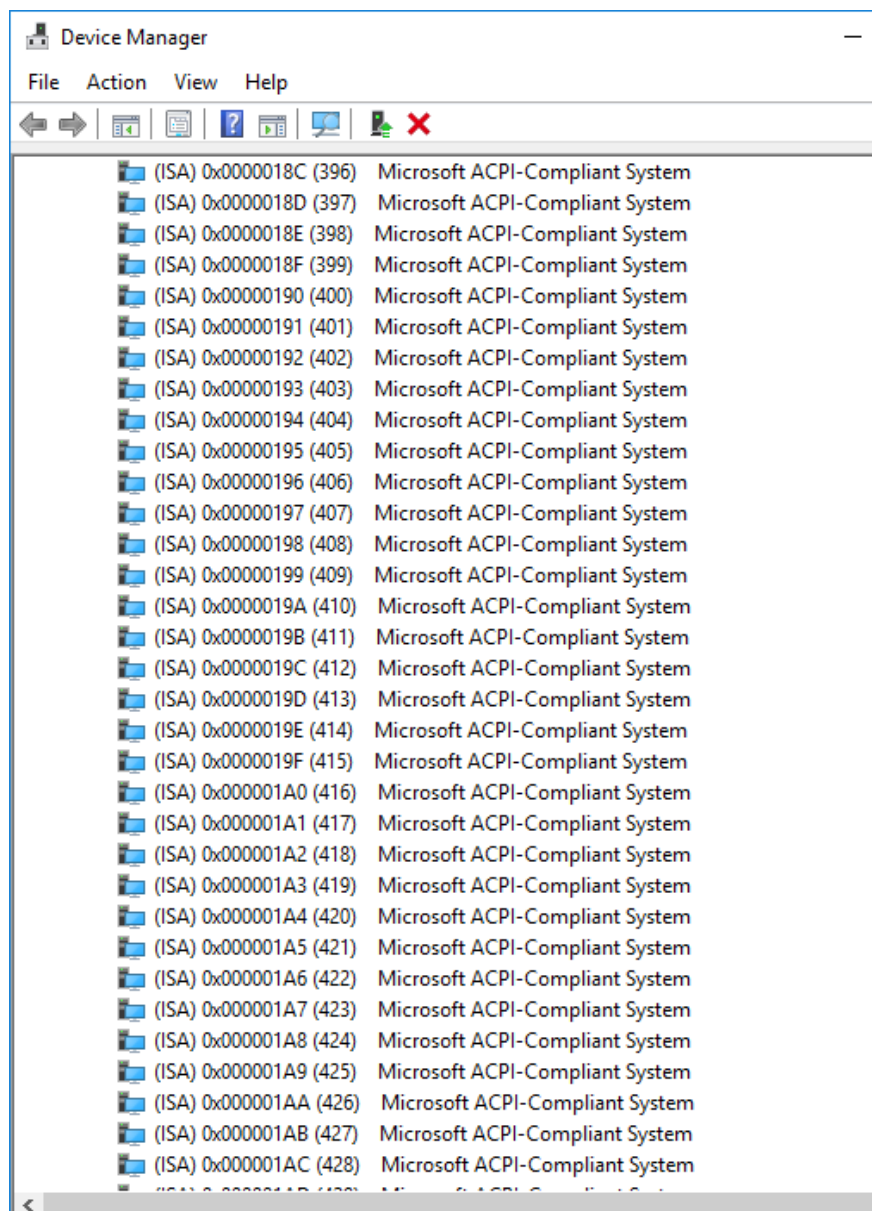 Device Manager
File Action View Help
(ISA) 0x0000018C (396) Microsoft ACPI-Compliant System
(ISA) 0x0000018D (397) Microsoft ACPI-Compliant System
(ISA) 0x0000018E (398) Microsoft ACPI-Compliant System
(ISA) 0x0000018F (399) Microsoft ACPI-Compliant System
(ISA) 0x00000190 (400) Microsoft ACPI-Compliant System
(ISA) 0x00000191 (401) Microsoft ACPI-Compliant System
(ISA) 0x00000192 (402) Microsoft ACPI-Compliant System
(ISA) 0x00000193 (403) Microsoft ACPI-Compliant System
(ISA) 0x00000194 (404) Microsoft ACPI-Compliant System
(ISA) 0x00000195 (405) Microsoft ACPI-Compliant System
(ISA) 0x00000196 (406) Microsoft ACPI-Compliant System
(ISA) 0x00000197 (407) Microsoft ACPI-Compliant System
(ISA) 0x00000198 (408) Microsoft ACPI-Compliant System
(ISA) 0x00000199 (409) Microsoft ACPI-Compliant System
(ISA) 0x0000019A (410) Microsoft ACPI-Compliant System
(ISA) 0x0000019B (411) Microsoft ACPI-Compliant System
(ISA) 0x0000019C (412) Microsoft ACPI-Compliant System
(ISA) 0x0000019D (413) Microsoft ACPI-Compliant System
(ISA) 0x0000019E (414) Microsoft ACPI-Compliant System
(ISA) 0x0000019F (415) Microsoft ACPI-Compliant System
(ISA) 0x000001A0 (416) Microsoft ACPI-Compliant System
(ISA) 0x000001A1 (417) Microsoft ACPI-Compliant System
(ISA) 0x000001A2 (418) Microsoft ACPI-Compliant System
(ISA) 0x000001A3 (419) Microsoft ACPI-Compliant System
(ISA) 0x000001A4 (420) Microsoft ACPI-Compliant System
(ISA) 0x000001A5 (421) Microsoft ACPI-Compliant System
(ISA) 0x000001A6 (422) Microsoft ACPI-Compliant System
(ISA) 0x000001A7 (423) Microsoft ACPI-Compliant System
(ISA) 0x000001A8 (424) Microsoft ACPI-Compliant System
(ISA) 0x000001A9 (425) Microsoft ACPI-Compliant System
(ISA) 0x000001AA (426) Microsoft ACPI-Compliant System
(ISA) 0x000001AB (427) Microsoft ACPI-Compliant System
(ISA) 0x000001AC (428) Microsoft ACPI-Compliant System